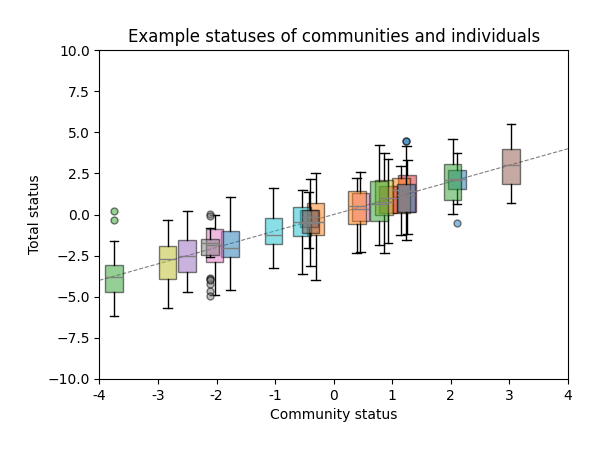 Example statuses of communities and individuals
10.0
7.5
5.0
2.5
0.0
−2.5
−5.0
−7.5
−10.0
Total status
-4 -3 -2 -1 0 1 2 3 4
Community status